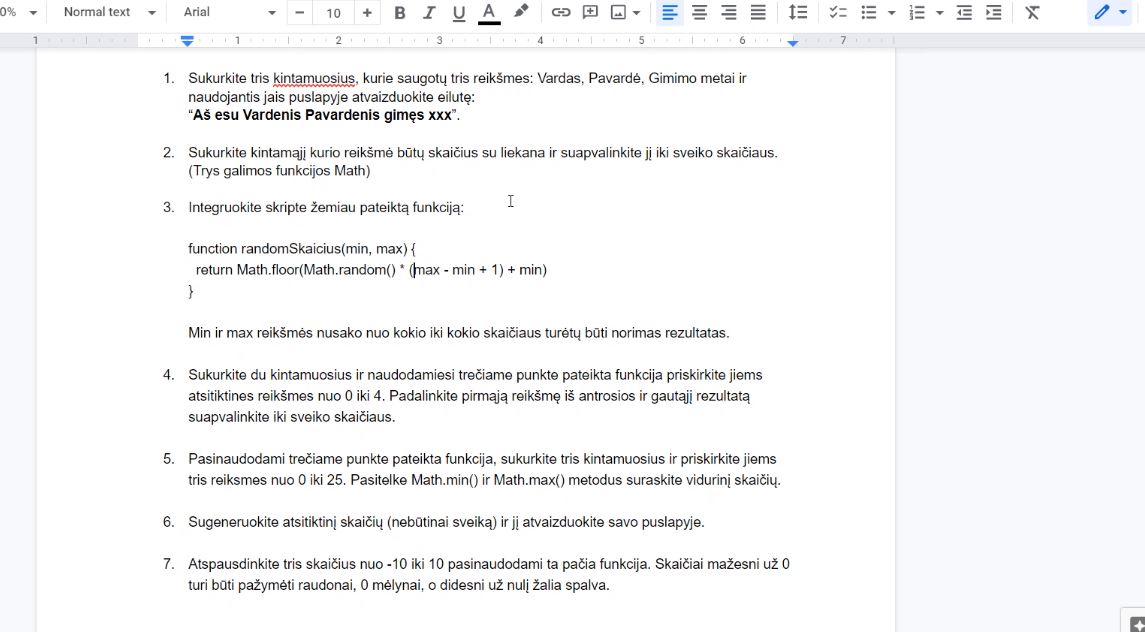 0% Normal text Arial 10 B I U A
1 1 2 3 4 5 6 7
1. Sukurkite tris kintamuosius, kurie saugotų tris reikšmes: Vardas, Pavardė, Gimimo metai ir
naudojantis jais puslapyje atvaizduokite eilutę:
“Aš esu Vardenis Pavardenis gimęs xxx”.
2. Sukurkite kintamąjį kurio reikšmė būtų skaičius su liekana ir suapvalinkite jį iki sveiko skaičiaus.
(Trys galimos funkcijos Math)
3. Integruokite skripte žemiau pateiktą funkciją:
function randomSkaicius(min, max) {
return Math.floor(Math.random() * (max - min + 1) + min)
}
Min ir max reikšmės nusako nuo kokio iki kokio skaičiaus turėtų būti norimas rezultatas.
4. Sukurkite du kintamuosius ir naudodamiesi trečiame punkte pateikta funkcija priskirkite jiems
atsitiktines reikšmes nuo 0 iki 4. Padalinkite pirmąją reikšmę iš antrosios ir gautąjį rezultatą
suapvalinkite iki sveiko skaičiaus.
5. Pasinaudodami trečiame punkte pateikta funkcija, sukurkite tris kintamuosius ir priskirkite jiems
tris reiksmes nuo 0 iki 25. Pasitelke Math.min() ir Math.max() metodus suraskite vidurinį skaičių.
6. Sugeneruokite atsitiktinį skaičių (nebūtinai sveiką) ir jį atvaizduokite savo puslapyje.
7. Atspausdinkite tris skaičius nuo -10 iki 10 pasinaudodami ta pačia funkcija. Skaičiai mažesni už 0
turi būti pažymėti raudonai, 0 mėlynai, o didesni už nulį žalia spalva.